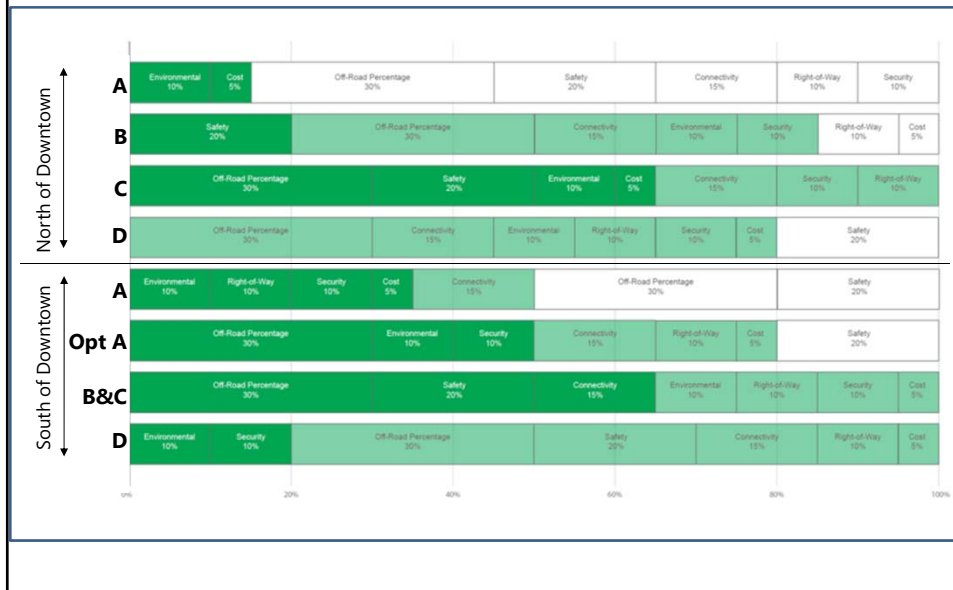 North of Downtown
A
Environmental 10%
Cost 5%
Off-Road Percentage 30%
Safety 20%
Connectivity 15%
Right-of-Way 10%
Security 10%
B
Safety 20%
Off-Road Percentage 30%
Connectivity 15%
Environmental 10%
Security 10%
Right-of-Way 10%
Cost 5%
C
Off-Road Percentage 30%
Safety 20%
Environmental 10%
Cost 5%
Connectivity 15%
Security 10%
Right-of-Way 10%
D
Off-Road Percentage 30%
Connectivity 15%
Environmental 10%
Right-of-Way 10%
Security 10%
Cost 5%
Safety 20%
South of Downtown
A
Environmental 10%
Right-of-Way 10%
Security 10%
Cost 5%
Connectivity 15%
Off-Road Percentage 30%
Safety 20%
Opt A
Off-Road Percentage 30%
Environmental 10%
Security 10%
Connectivity 15%
Right-of-Way 10%
Cost 5%
Safety 20%
B&C
Off-Road Percentage 30%
Safety 20%
Connectivity 15%
Environmental 10%
Right-of-Way 10%
Security 10%
Cost 5%
D
Environmental 10%
Security 10%
Off-Road Percentage 30%
Safety 20%
Connectivity 15%
Right-of-Way 10%
Cost 5%
0% 20% 40% 60% 80% 100%